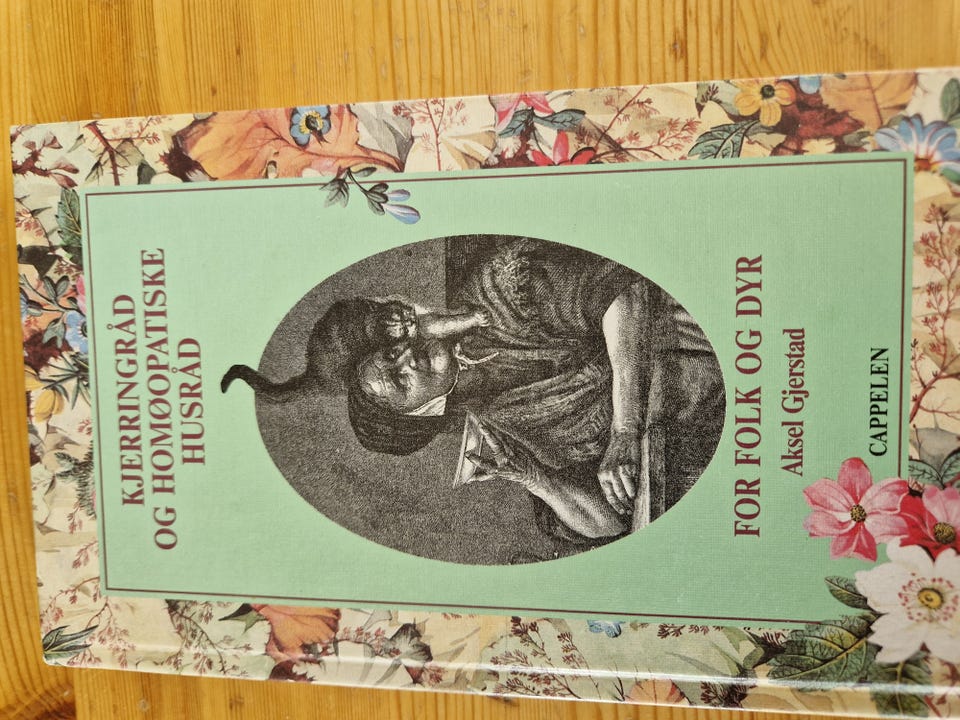 KJERRINGRÅD
OG HOMØOPATISKE
HUSRÅD
FOR FOLK OG DYR
Aksel Gjerstad
CAPPELEN